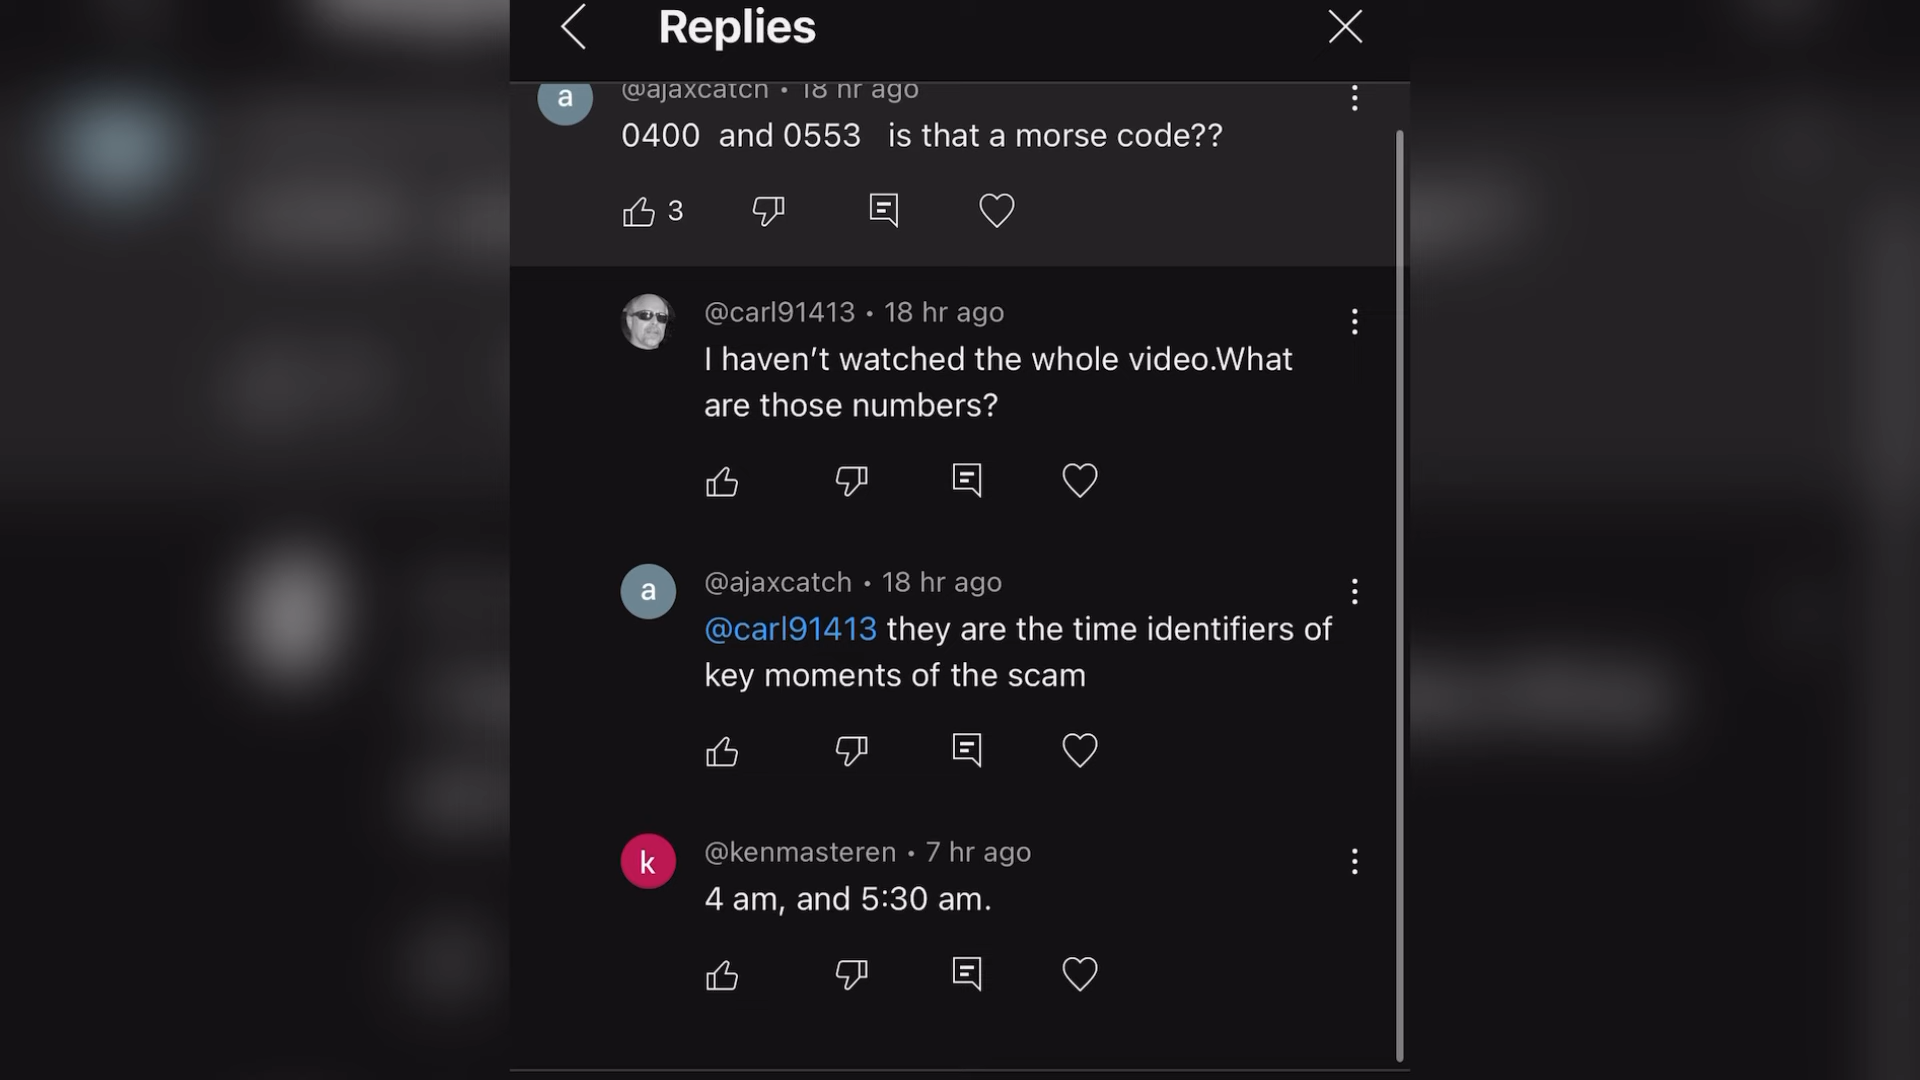 Replies
a
@ajaxcatch • 18 hr ago
0400 and 0553 is that a morse code??
3
@carl91413 • 18 hr ago
I haven’t watched the whole video.What
are those numbers?
a
@ajaxcatch • 18 hr ago
@carl91413 they are the time identifiers of
key moments of the scam
k
@kenmasteren • 7 hr ago
4 am, and 5:30 am.